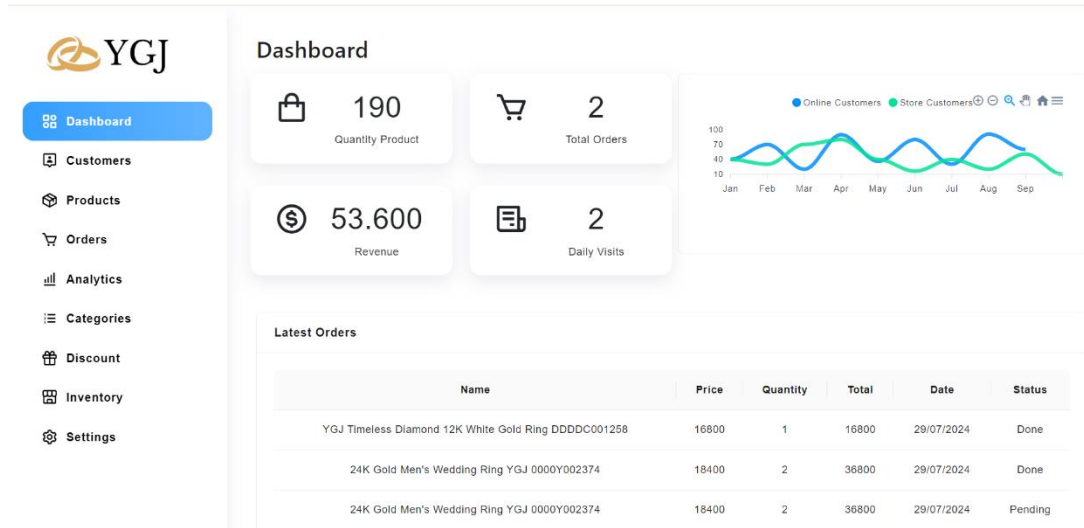 YGJ
Dashboard
Customers
Products
Orders
Analytics
Categories
Discount
Inventory
Settings
Dashboard
190
Quantity Product
2
Total Orders
53.600
Revenue
2
Daily Visits
Online Customers Store Customers
100
70
40
10
Jan Feb Mar Apr May Jun Jul Aug Sep
Latest Orders
Name Price Quantity Total Date Status
YGJ Timeless Diamond 12K White Gold Ring DDDDC001258 16800 1 16800 29/07/2024 Done
24K Gold Men's Wedding Ring YGJ 0000Y002374 18400 2 36800 29/07/2024 Done
24K Gold Men's Wedding Ring YGJ 0000Y002374 18400 2 36800 29/07/2024 Pending